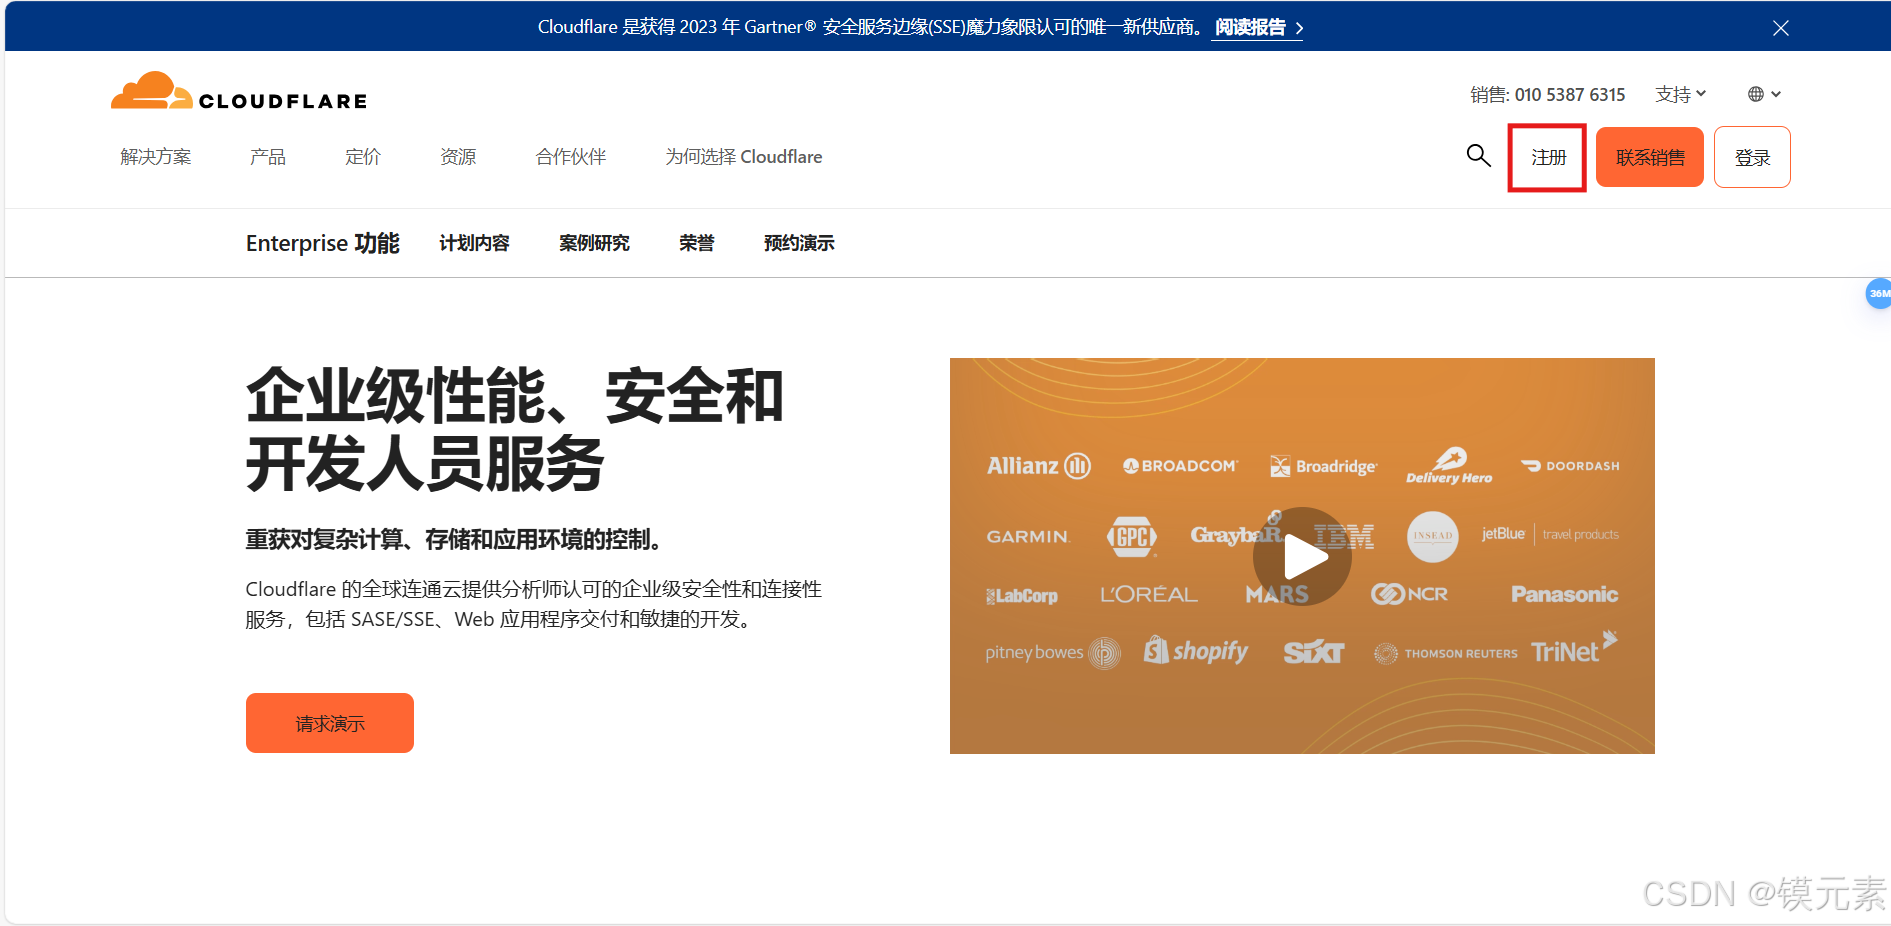 Cloudflare 是获得 2023 年 Gartner® 安全服务边缘(SSE)魔力象限认可的唯一新供应商。 阅读报告
CLOUDFLARE
销售: 010 5387 6315 支持
解决方案 产品 定价 资源 合作伙伴 为何选择 Cloudflare
注册 联系销售 登录
Enterprise 功能 计划内容 案例研究 荣誉 预约演示
36M
企业级性能、安全和
开发人员服务
重获对复杂计算、存储和应用环境的控制。
Cloudflare 的全球连通云提供分析师认可的企业级安全性和连接性
服务，包括 SASE/SSE、Web 应用程序交付和敏捷的开发。
请求演示
Allianz BROADCOM Broadridge Delivery Hero DOORDASH
GARMIN GPC GraybaR IBM INSEAD jetBlue travel products
LabCorp L'ORÉAL MARS NCR Panasonic
pitney bowes shopify SiXT THOMSON REUTERS TriNet
CSDN @镆元素